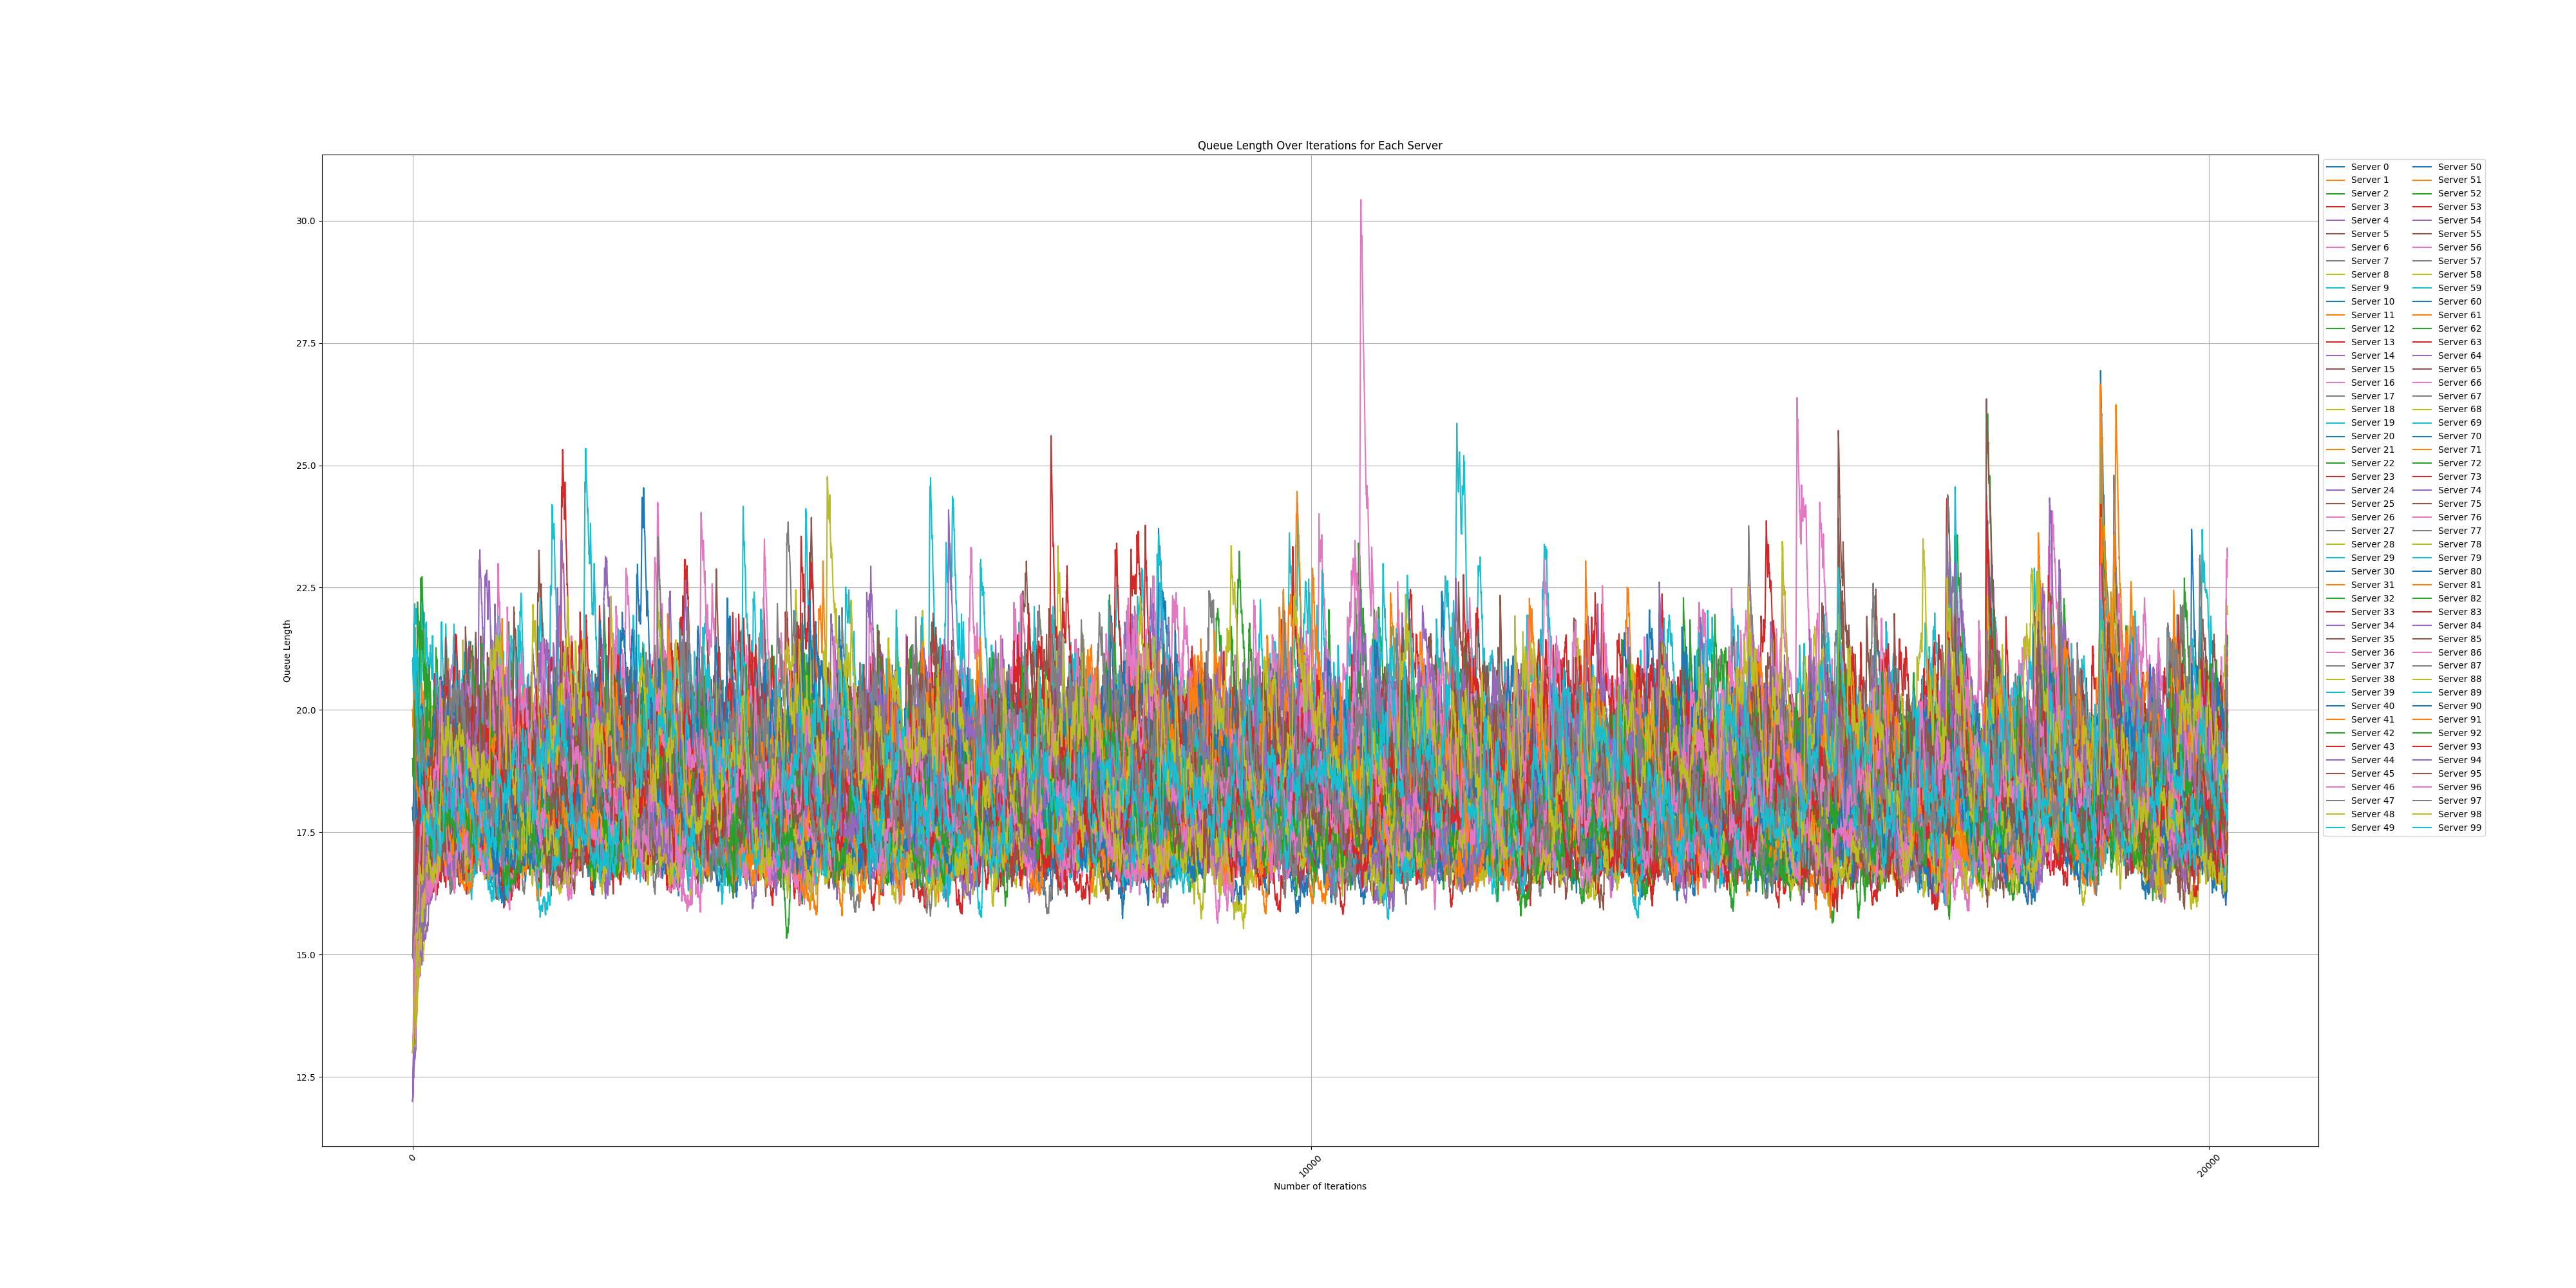 Queue Length Over Iterations for Each Server
30.0
27.5
25.0
22.5
20.0
17.5
15.0
12.5
Queue Length
0
10000
20000
Number of Iterations
Server 0
Server 1
Server 2
Server 3
Server 4
Server 5
Server 6
Server 7
Server 8
Server 9
Server 10
Server 11
Server 12
Server 13
Server 14
Server 15
Server 16
Server 17
Server 18
Server 19
Server 20
Server 21
Server 22
Server 23
Server 24
Server 25
Server 26
Server 27
Server 28
Server 29
Server 30
Server 31
Server 32
Server 33
Server 34
Server 35
Server 36
Server 37
Server 38
Server 39
Server 40
Server 41
Server 42
Server 43
Server 44
Server 45
Server 46
Server 47
Server 48
Server 49
Server 50
Server 51
Server 52
Server 53
Server 54
Server 55
Server 56
Server 57
Server 58
Server 59
Server 60
Server 61
Server 62
Server 63
Server 64
Server 65
Server 66
Server 67
Server 68
Server 69
Server 70
Server 71
Server 72
Server 73
Server 74
Server 75
Server 76
Server 77
Server 78
Server 79
Server 80
Server 81
Server 82
Server 83
Server 84
Server 85
Server 86
Server 87
Server 88
Server 89
Server 90
Server 91
Server 92
Server 93
Server 94
Server 95
Server 96
Server 97
Server 98
Server 99